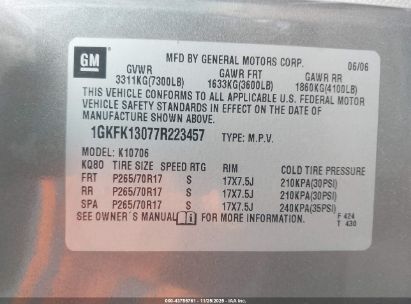 GM
MFD BY GENERAL MOTORS CORP. 06/06
GVWR GAWR FRT GAWR RR
3311KG(7300LB) 1633KG(3600LB) 1860KG(4100LB)
THIS VEHICLE CONFORMS TO ALL APPLICABLE U.S. FEDERAL MOTOR
VEHICLE SAFETY STANDARDS IN EFFECT ON THE DATE OF
MANUFACTURE SHOWN ABOVE.
1GKFK13077R223457 TYPE: M.P.V.
MODEL: K10706
KQ80 TIRE SIZE SPEED RTG RIM COLD TIRE PRESSURE
FRT P265/70R17 S 17X7.5J 210KPA(30PSI)
RR P265/70R17 S 17X7.5J 210KPA(30PSI)
SPA P265/70R17 S 17X7.5J 240KPA(35PSI)
SEE OWNER'S MANUAL i FOR MORE INFORMATION. F 424
T 430